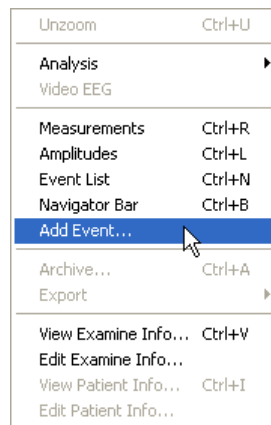 Unzoom Ctrl+U
Analysis
Video EEG
Measurements Ctrl+R
Amplitudes Ctrl+L
Event List Ctrl+N
Navigator Bar Ctrl+B
Add Event...
Archive... Ctrl+A
Export
View Examine Info... Ctrl+V
Edit Examine Info...
View Patient Info... Ctrl+I
Edit Patient Info...